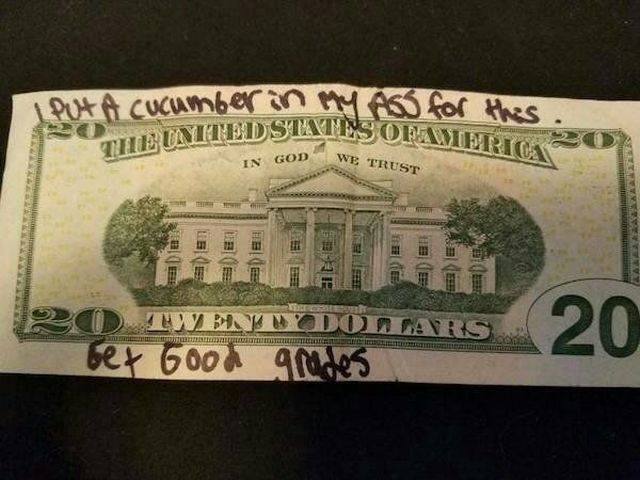 I PUt A cucumber in My ASS for this.
20 20
THE UNITED STATES OF AMERICA
IN GOD WE TRUST
20 TWENTY DOLLARS 20
Get Good grades